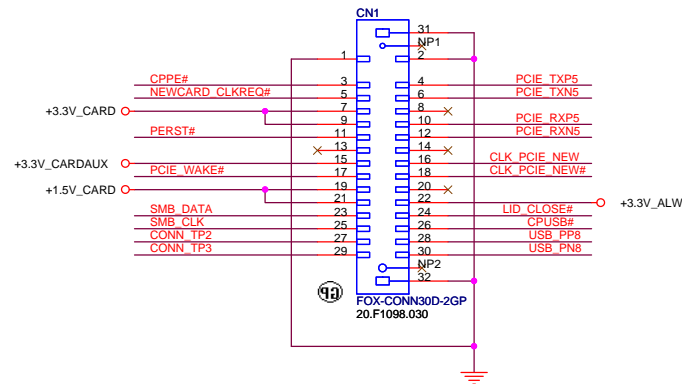 CN1
31
NP1
1
2
CPPE#
3
4
PCIE_TXP5
NEWCARD_CLKREQ#
5
6
PCIE_TXN5
+3.3V_CARD
7
8
9
10
PCIE_RXP5
PERST#
11
12
PCIE_RXN5
13
14
+3.3V_CARDAUX
15
16
CLK_PCIE_NEW
PCIE_WAKE#
17
18
CLK_PCIE_NEW#
+1.5V_CARD
19
20
21
22
+3.3V_ALW
SMB_DATA
23
24
LID_CLOSE#
SMB_CLK
25
26
CPUSB#
CONN_TP2
27
28
USB_PP8
CONN_TP3
29
30
USB_PN8
NP2
32
GP
FOX-CONN30D-2GP
20.F1098.030